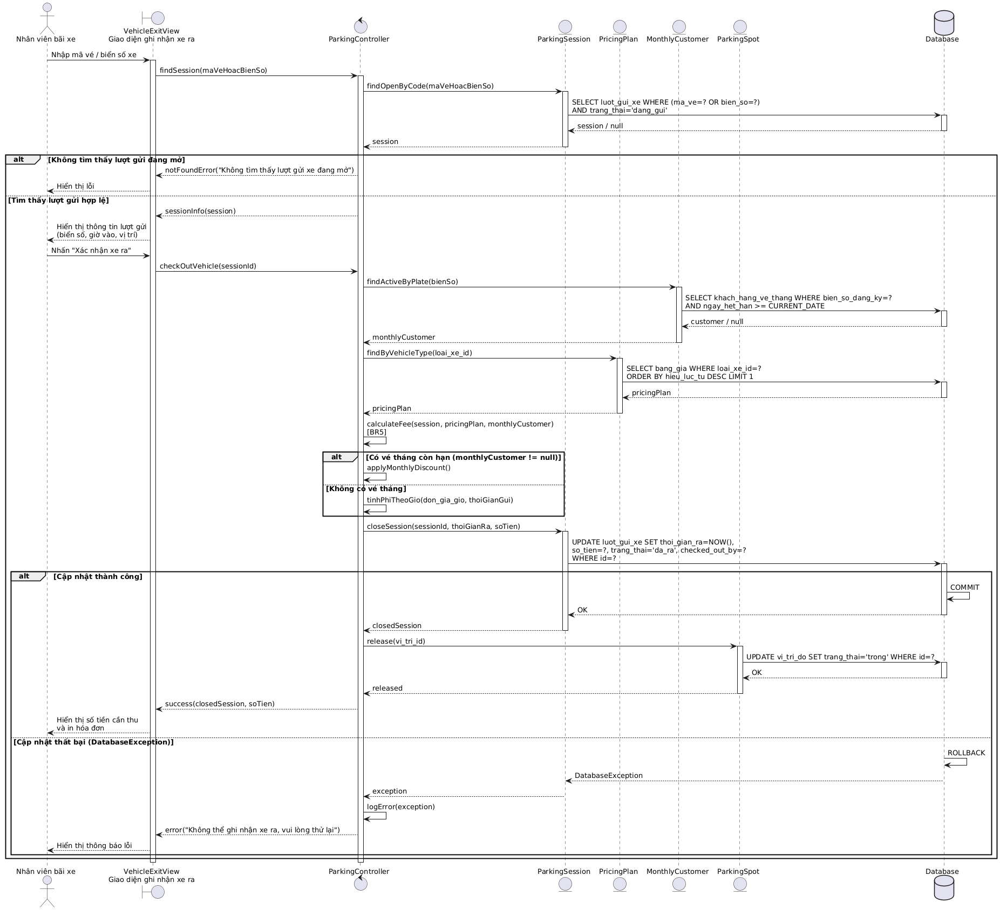 Nhân viên bãi xe
VehicleExitView
Giao diện ghi nhận xe ra
ParkingController
ParkingSession
PricingPlan
MonthlyCustomer
ParkingSpot
Database
Nhập mã vé / biển số xe
findSession(maVeHoacBienSo)
findOpenByCode(maVeHoacBienSo)
SELECT luot_gui_xe WHERE (ma_ve=? OR bien_so=?)
AND trang_thai='dang_gui'
session / null
session
alt
[Không tìm thấy lượt gửi đang mở]
notFoundError("Không tìm thấy lượt gửi xe đang mở")
Hiển thị lỗi
[Tìm thấy lượt gửi hợp lệ]
sessionInfo(session)
Hiển thị thông tin lượt gửi
(biển số, giờ vào, vị trí)
Nhấn "Xác nhận xe ra"
checkOutVehicle(sessionId)
findActiveByPlate(bienSo)
SELECT khach_hang_ve_thang WHERE bien_so_dang_ky=?
AND ngay_het_han >= CURRENT_DATE
customer / null
monthlyCustomer
findByVehicleType(loai_xe_id)
SELECT bang_gia WHERE loai_xe_id=?
ORDER BY hieu_luc_tu DESC LIMIT 1
pricingPlan
pricingPlan
calculateFee(session, pricingPlan, monthlyCustomer)
[BR5]
alt
[Có vé tháng còn hạn (monthlyCustomer != null)]
applyMonthlyDiscount()
[Không có vé tháng]
tinhPhiTheoGio(don_gia_gio, thoiGianGui)
closeSession(sessionId, thoiGianRa, soTien)
UPDATE luot_gui_xe SET thoi_gian_ra=NOW(),
so_tien=?, trang_thai='da_ra', checked_out_by=?
WHERE id=?
alt
[Cập nhật thành công]
COMMIT
OK
closedSession
release(vi_tri_id)
UPDATE vi_tri_do SET trang_thai='trong' WHERE id=?
OK
released
success(closedSession, soTien)
Hiển thị số tiền cần thu
và in hóa đơn
[Cập nhật thất bại (DatabaseException)]
ROLLBACK
DatabaseException
exception
logError(exception)
error("Không thể ghi nhận xe ra, vui lòng thử lại")
Hiển thị thông báo lỗi
Nhân viên bãi xe
VehicleExitView
Giao diện ghi nhận xe ra
ParkingController
ParkingSession
PricingPlan
MonthlyCustomer
ParkingSpot
Database